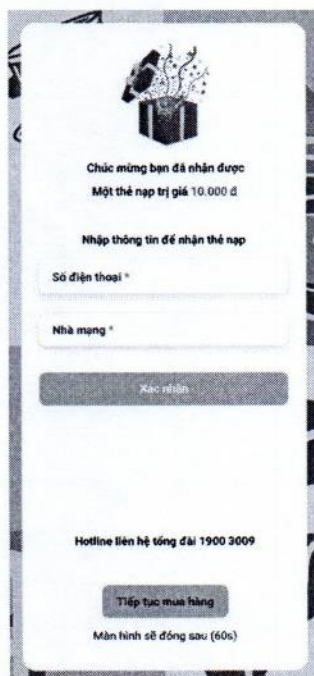 Chúc mừng bạn đã nhận được
Một thẻ nạp trị giá 10.000 đ
Nhập thông tin để nhận thẻ nạp
Số điện thoại *
Nhà mạng *
Xác nhận
Hotline liên hệ tổng đài 1900 3009
Tiếp tục mua hàng
Màn hình sẽ đóng sau (60s)